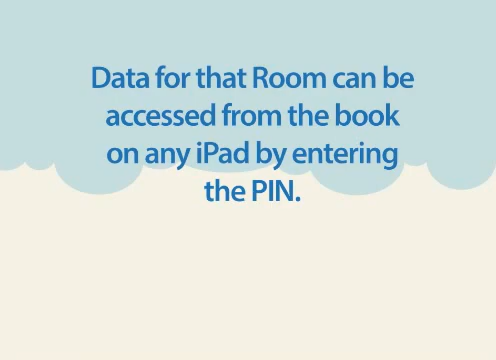 Data for that Room can be
accessed from the book
on any iPad by entering
the PIN.